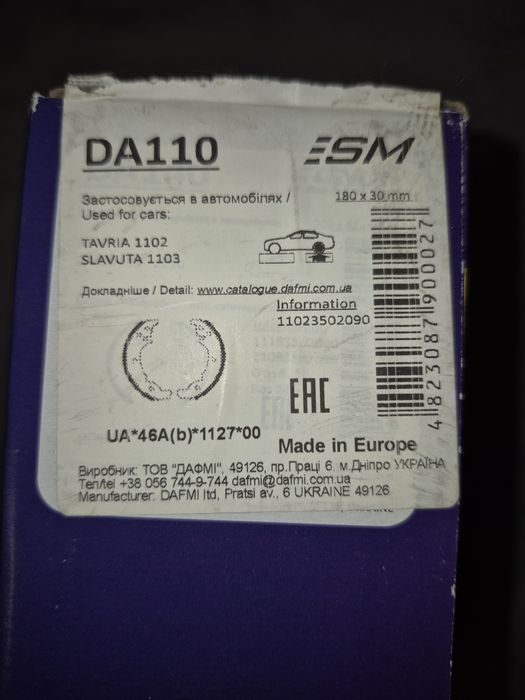 DA110
ESM
Застосовується в автомобілях /
Used for cars:
180 x 30 mm
TAVRIA 1102
SLAVUTA 1103
Докладніше / Detail: www.catalogue.dafmi.com.ua
Information
11023502090
4823087900027
EAC
UA*46A(b)*1127*00
Made in Europe
Виробник: ТОВ "ДАФМІ", 49126, пр.Праці 6, м.Дніпро УКРАЇНА
Тел/tel +38 056 744-9-744 dafmi@dafmi.com.ua
Manufacturer: DAFMI ltd, Pratsi av., 6 UKRAINE 49126